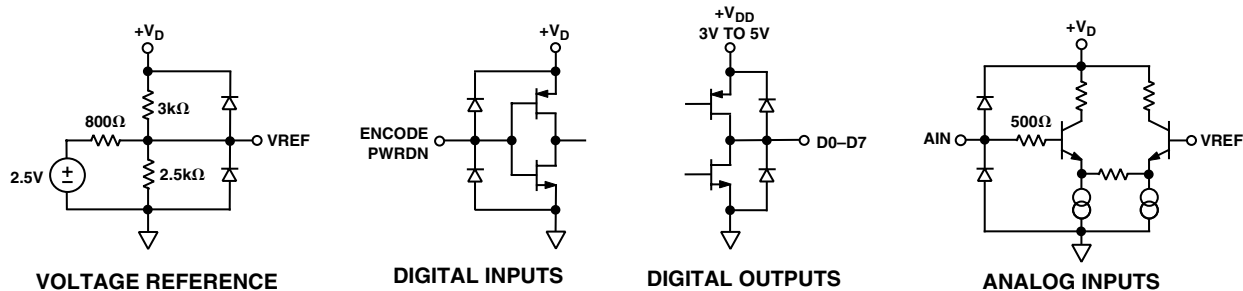 +VD
3kΩ
800Ω
VREF
2.5V
2.5kΩ
VOLTAGE REFERENCE
+VD
ENCODE
PWRDN
DIGITAL INPUTS
+VDD
3V TO 5V
D0–D7
DIGITAL OUTPUTS
+VD
500Ω
AIN
VREF
ANALOG INPUTS